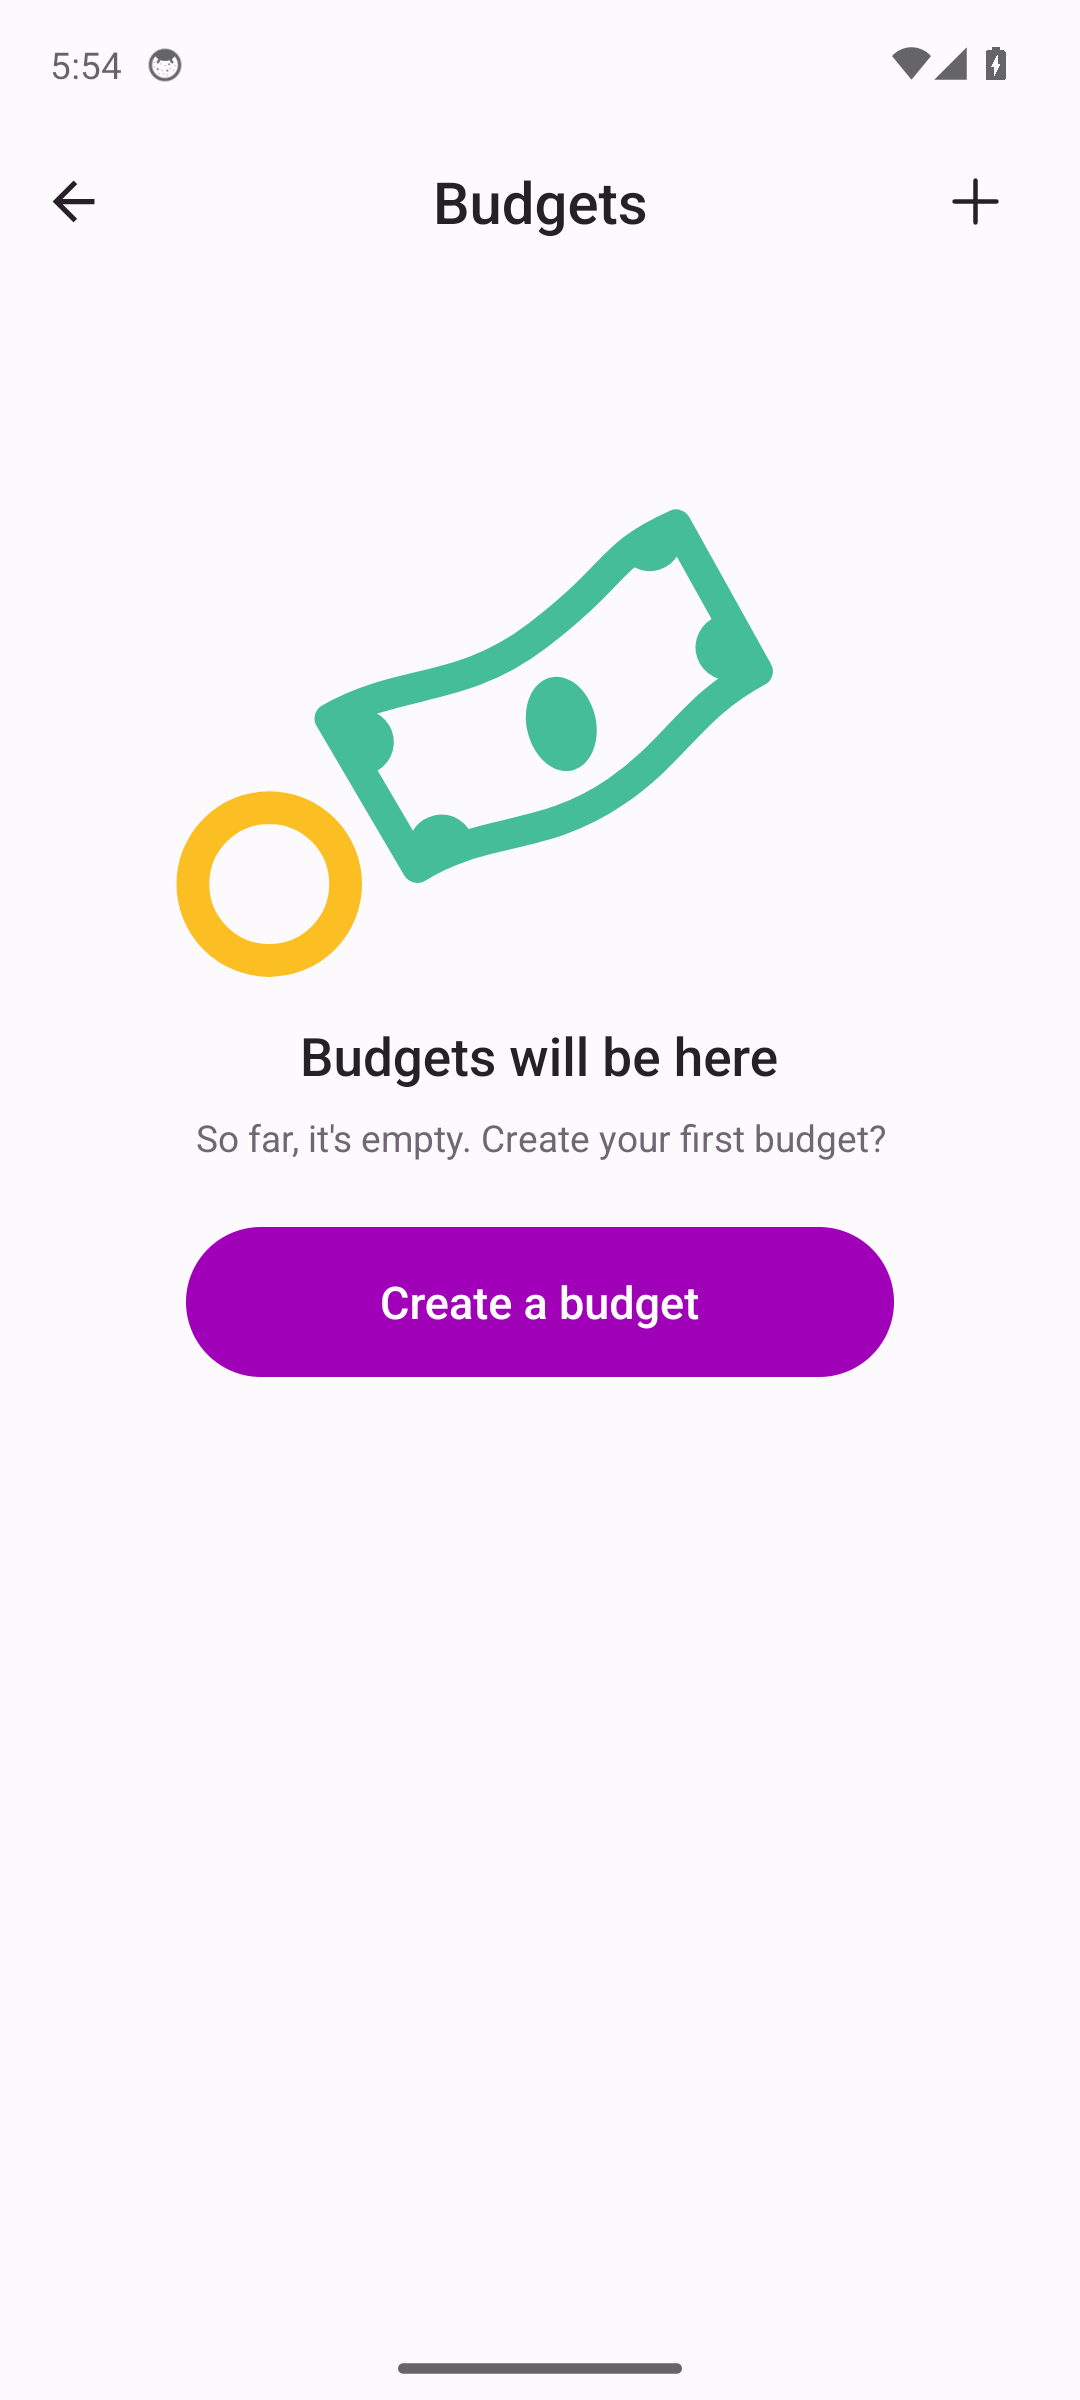 5:54
Budgets
Budgets will be here
So far, it's empty. Create your first budget?
Create a budget